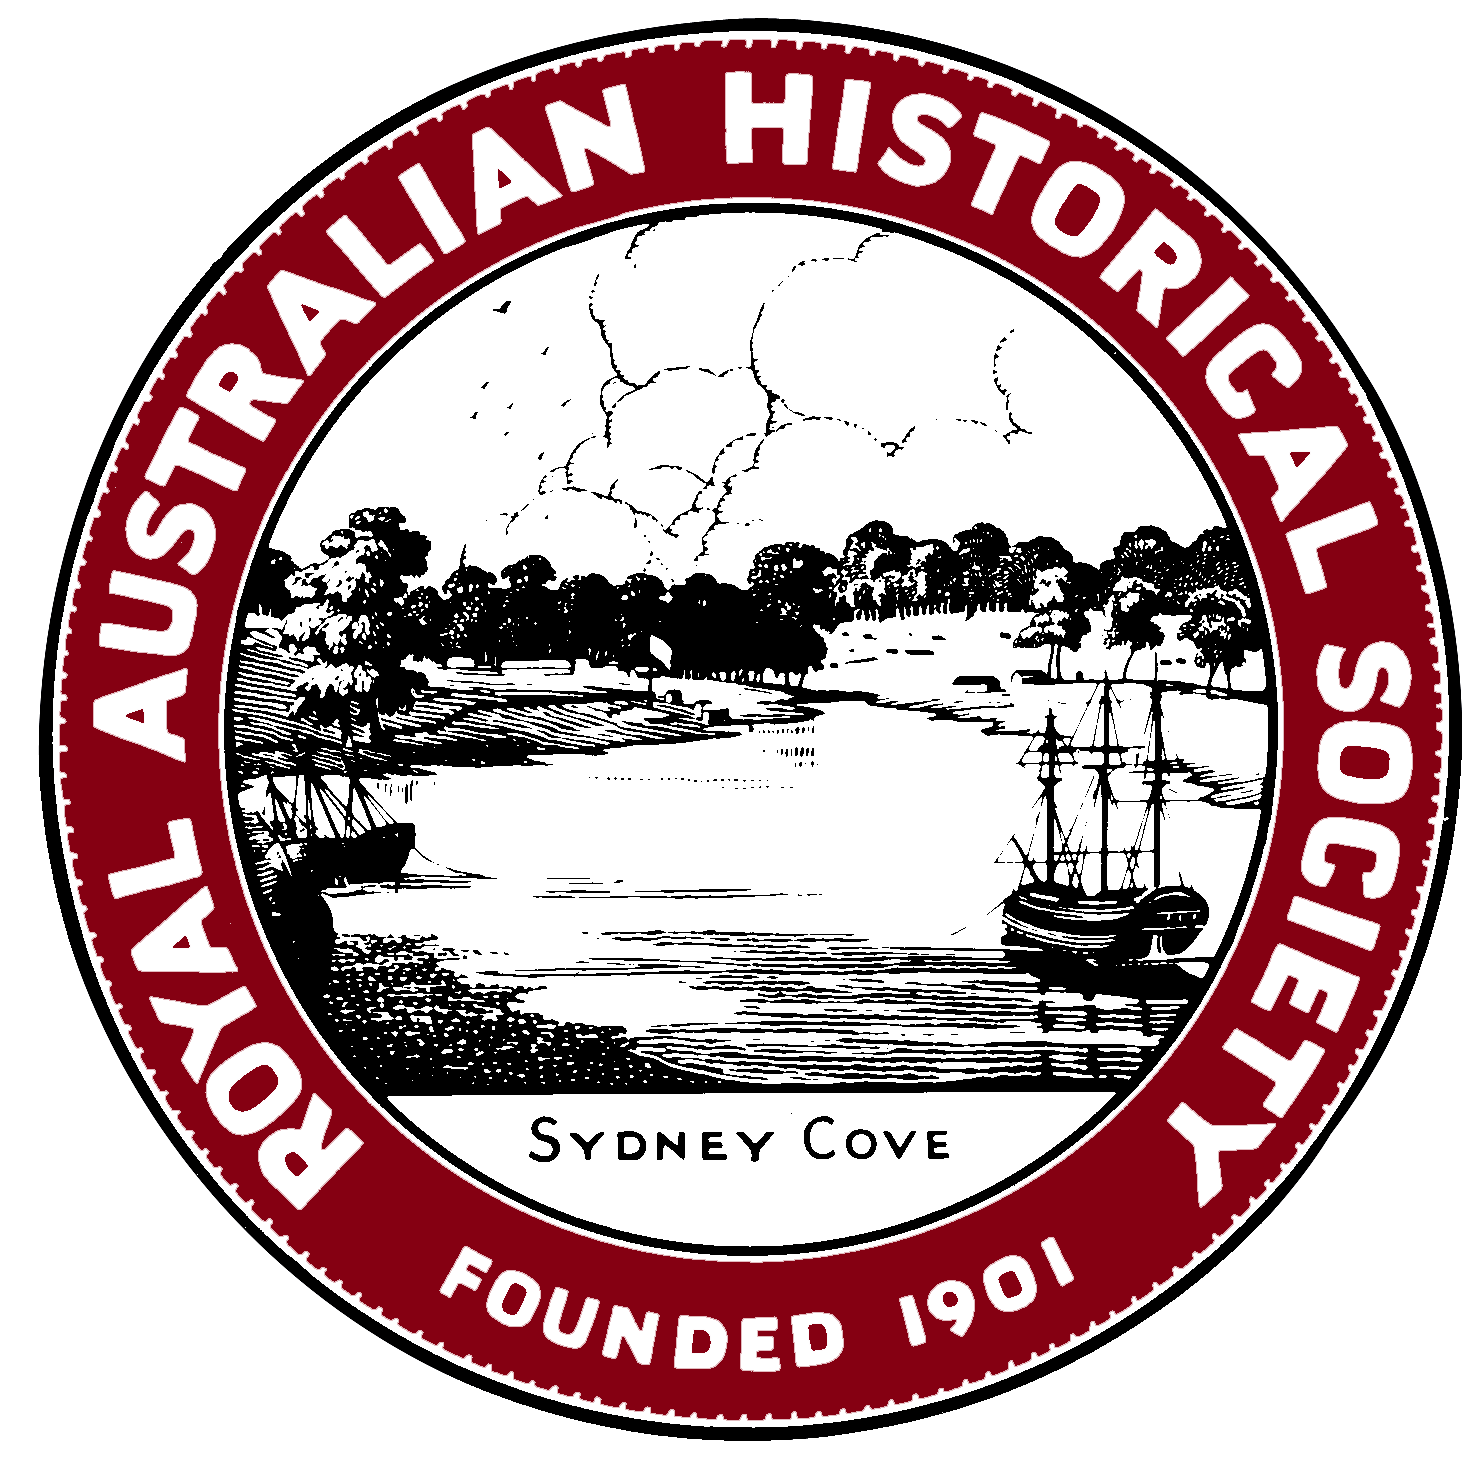 ROYAL AUSTRALIAN HISTORICAL SOCIETY
SYDNEY COVE
FOUNDED 1901